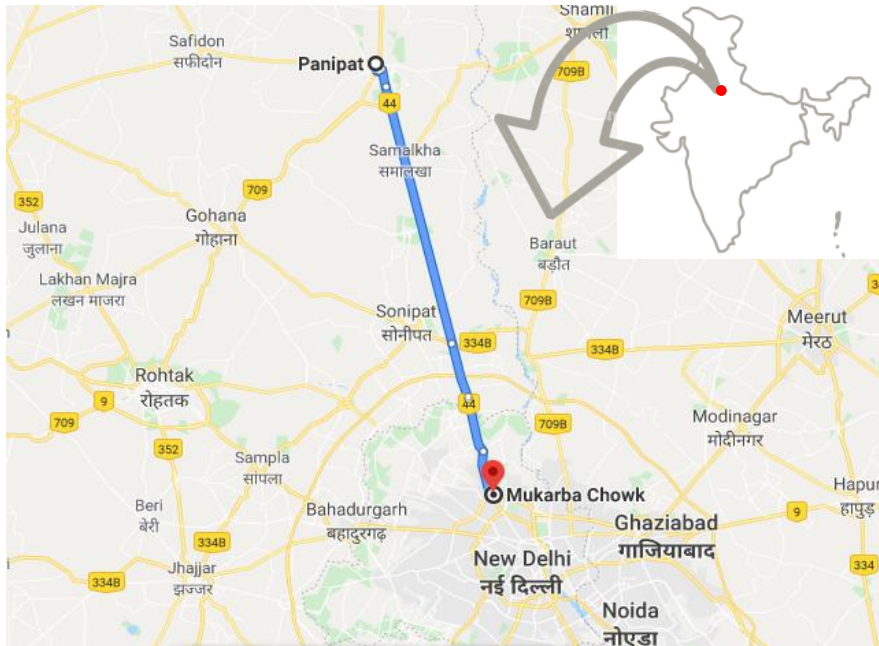 Shamli
शामली
Safidon
सफीदोन
Panipat
709B
44
Samalkha
समालखा
709
352
Gohana
गोहाना
Julana
जुलाना
Baraut
बड़ौत
Lakhan Majra
लखन माजरा
709B
Sonipat
सोनीपत
334B
334B
Meerut
मेरठ
Rohtak
रोहतक
9
44
709
709B
352
Modinagar
मोदीनगर
Sampla
सांपला
Mukarba Chowk
Hapur
हापुड़
Beri
बेरी
Bahadurgarh
बहादुरगढ़
9
Ghaziabad
गाजियाबाद
334B
New Delhi
नई दिल्ली
Jhajjar
झज्जर
334B
334
Noida
नोएडा